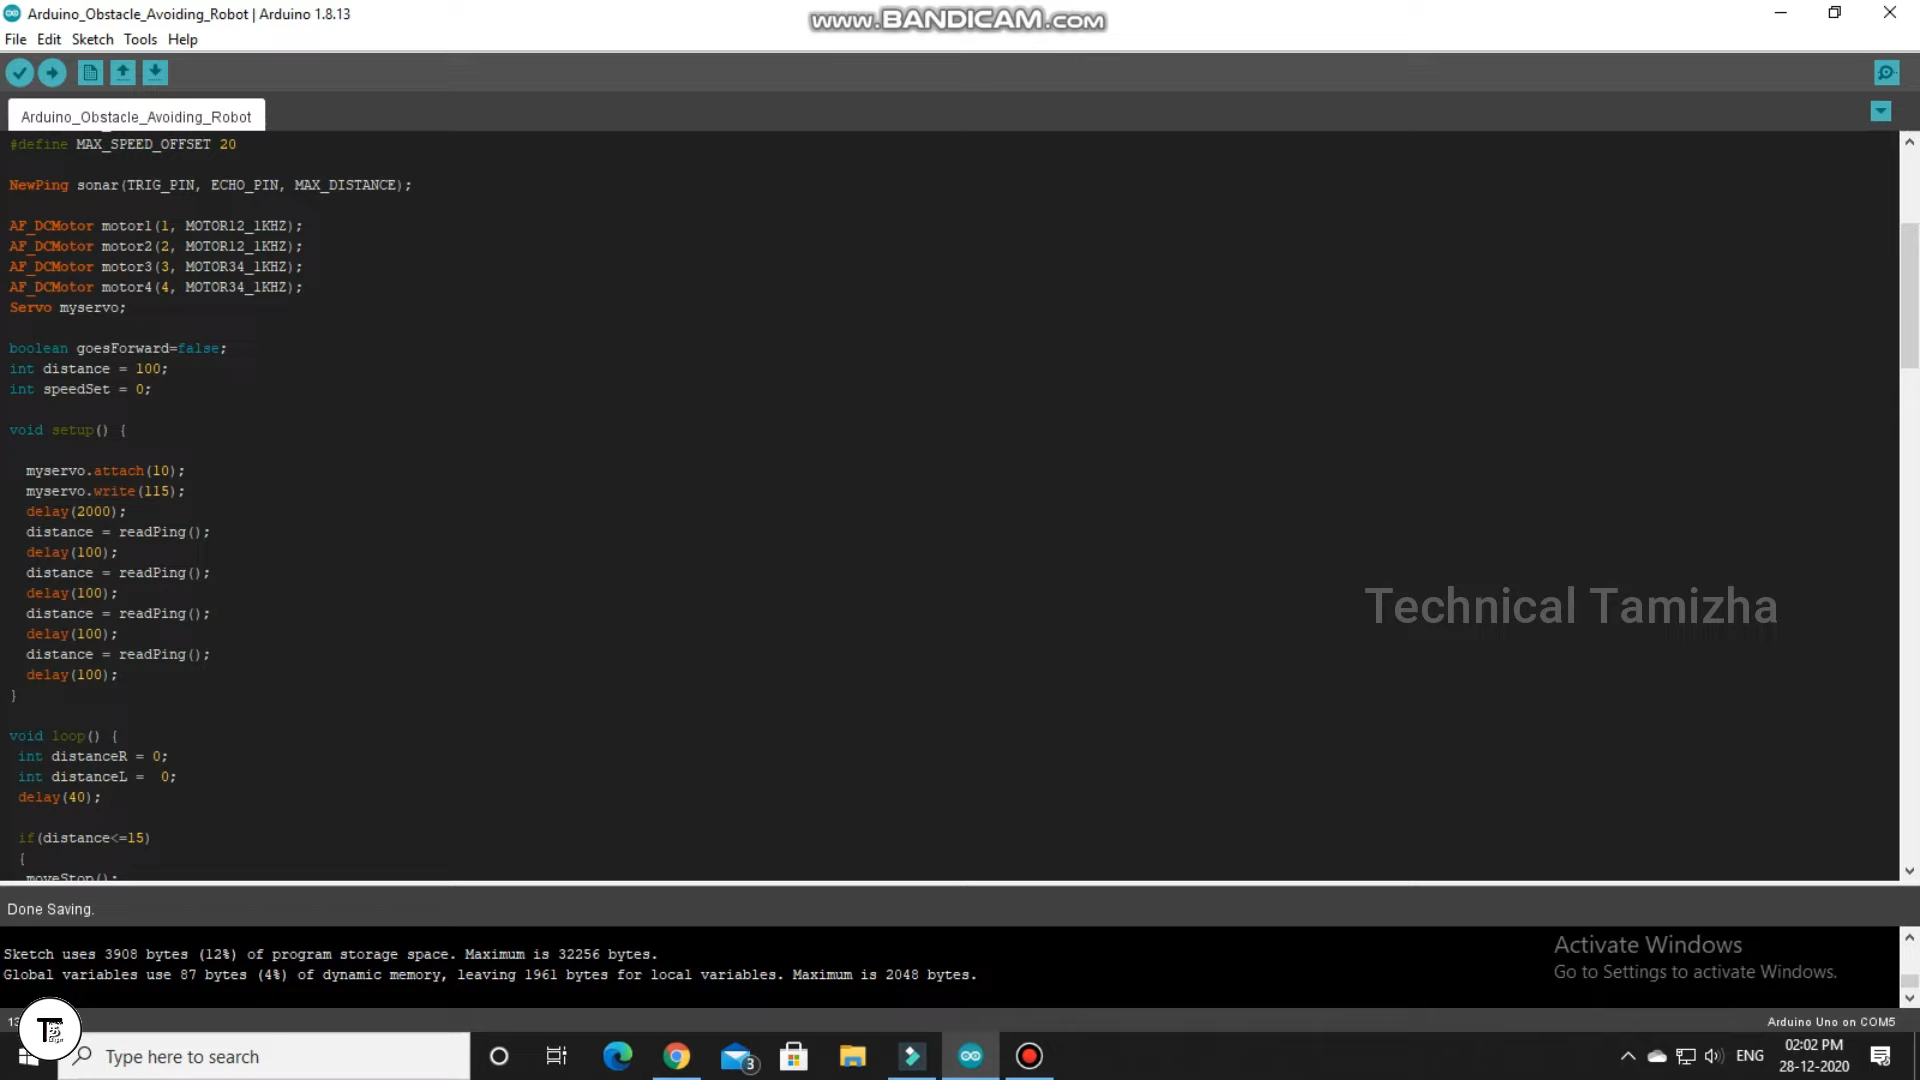 Arduino_Obstacle_Avoiding_Robot | Arduino 1.8.13
www.BANDICAM.com
File Edit Sketch Tools Help
Arduino_Obstacle_Avoiding_Robot
#define MAX_SPEED_OFFSET 20
NewPing sonar(TRIG_PIN, ECHO_PIN, MAX_DISTANCE);
AF_DCMotor motor1(1, MOTOR12_1KHZ);
AF_DCMotor motor2(2, MOTOR12_1KHZ);
AF_DCMotor motor3(3, MOTOR34_1KHZ);
AF_DCMotor motor4(4, MOTOR34_1KHZ);
Servo myservo;
boolean goesForward=false;
int distance = 100;
int speedSet = 0;
void setup() {
myservo.attach(10);
myservo.write(115);
delay(2000);
distance = readPing();
delay(100);
distance = readPing();
delay(100);
distance = readPing();
delay(100);
distance = readPing();
delay(100);
}
void loop() {
int distanceR = 0;
int distanceL =  0;
delay(40);
if(distance<=15)
{
moveStop();
Technical Tamizha
Done Saving.
Sketch uses 3908 bytes (12%) of program storage space. Maximum is 32256 bytes.
Global variables use 87 bytes (4%) of dynamic memory, leaving 1961 bytes for local variables. Maximum is 2048 bytes.
Activate Windows
Go to Settings to activate Windows.
Arduino Uno on COM5
Type here to search
3
ENG
02:02 PM
28-12-2020